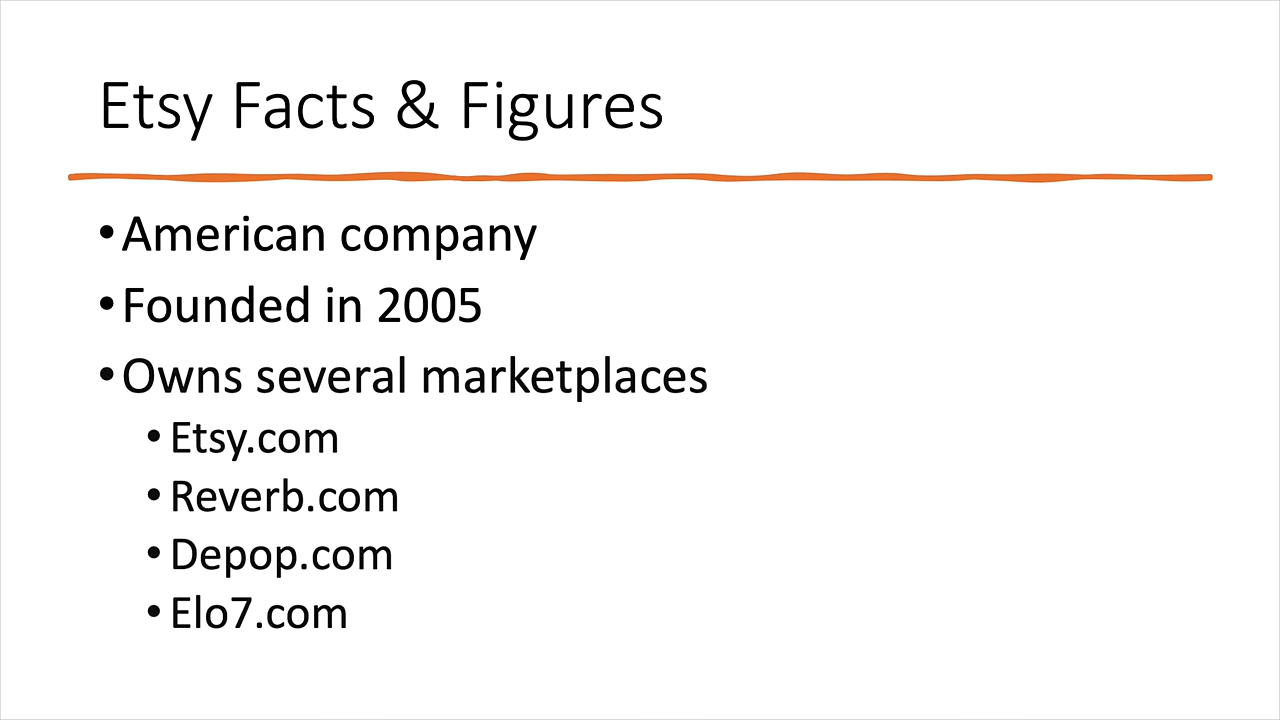 Etsy Facts & Figures
• American company
• Founded in 2005
• Owns several marketplaces
• Etsy.com
• Reverb.com
• Depop.com
• Elo7.com